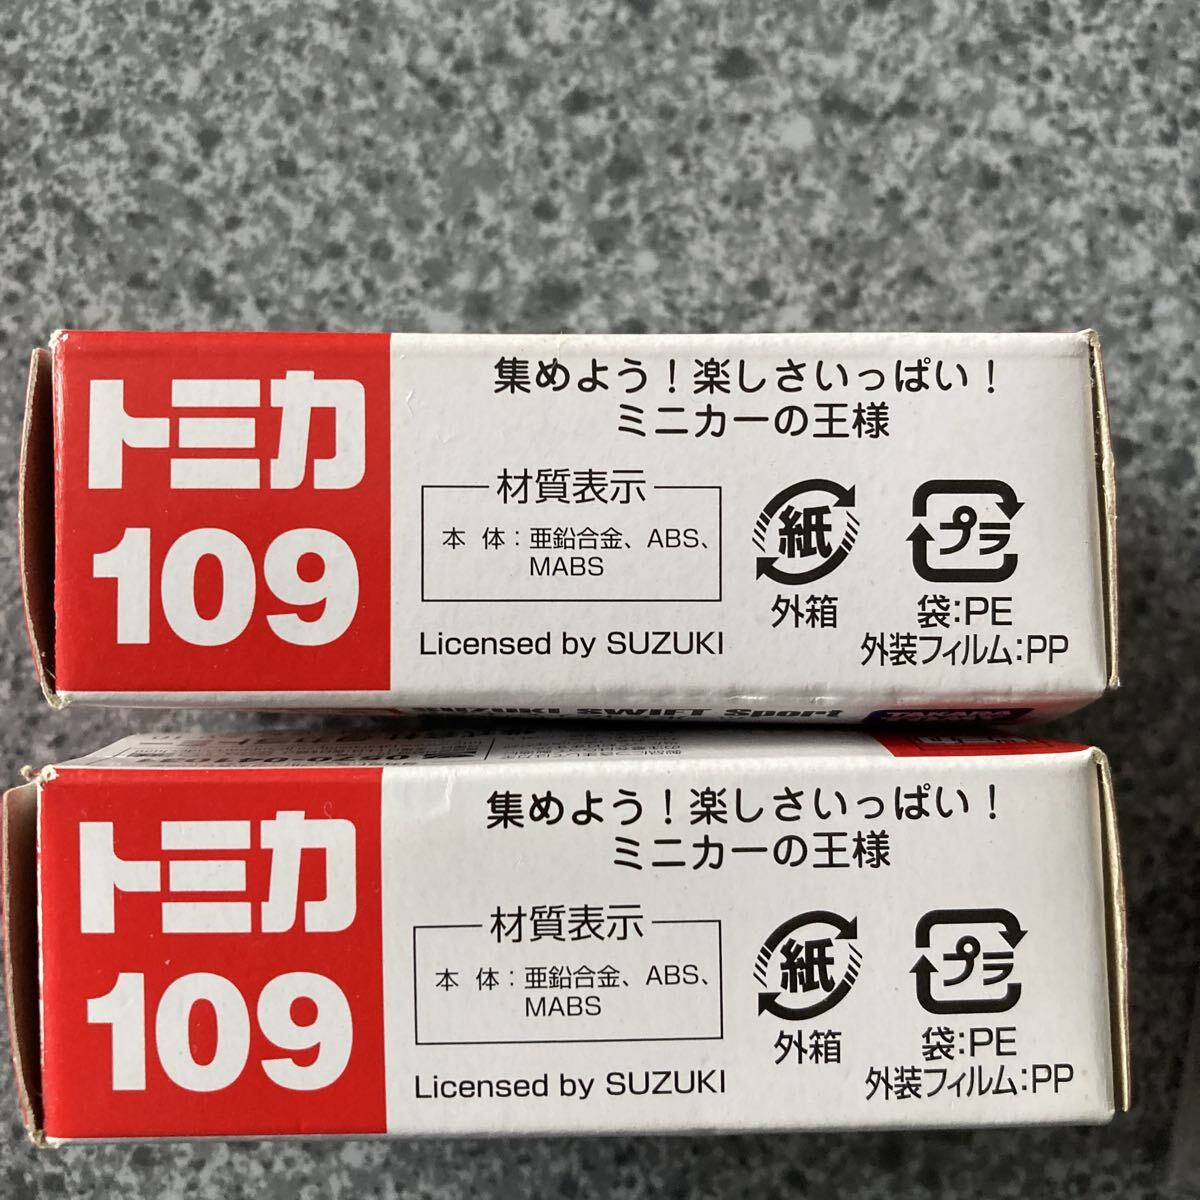 トミカ
109
集めよう!楽しさいっぱい!
ミニカーの王様
材質表示
本 体:亜鉛合金、ABS、
MABS
紙
外箱
プラ
袋:PE
外装フィルム:PP
Licensed by SUZUKI
SUZUKI SWIFT Sport
TAKARA
トミカ
109
集めよう!楽しさいっぱい!
ミニカーの王様
材質表示
本 体:亜鉛合金、ABS、
MABS
紙
外箱
プラ
袋:PE
外装フィルム:PP
Licensed by SUZUKI